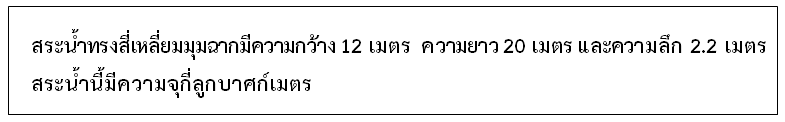 สระน้ำทรงสี่เหลี่ยมมุมฉากมีความกว้าง 12 เมตร ความยาว 20 เมตร และความลึก 2.2 เมตร
สระน้ำนี้มีความจุกี่ลูกบาศก์เมตร